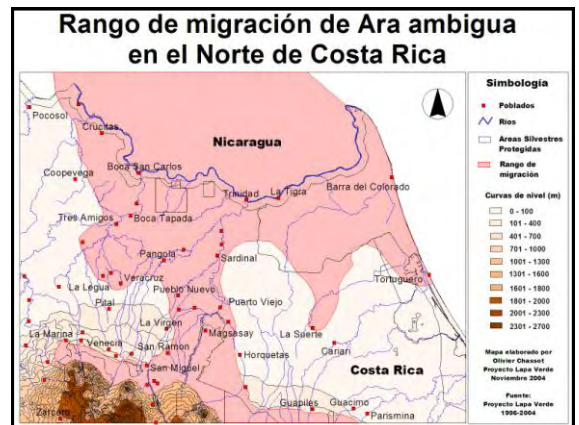 Rango de migración de Ara ambigua
en el Norte de Costa Rica
Pocosol
Crucitas
Nicaragua
Coopevega
Boca San Carlos
Trinidad
La Tigra
Barra del Colorado
Tres Amigos
Boca Tapada
Pangola
Sardinal
Veracruz
Tortuguero
La Legua
Pueblo Nuevo
Pital
Puerto Viejo
La Virgen
Magsasay
La Suerte
La Marina
Venecia
San Ramon
Horquetas
Cariari
San Miguel
Costa Rica
Zarcero
Guapiles
Guacimo
Parismina
Simbología
Poblados
Ríos
Areas Silvestres
Protegidas
Rango de
migración
Curvas de nivel (m)
0 - 100
101 - 400
401 - 700
701 - 1000
1001 - 1300
1301 - 1600
1601 - 1800
1801 - 2000
2001 - 2300
2301 - 2700
Mapa elaborado por
Olivier Chassot
Proyecto Lapa Verde
Noviembre 2004
Fuente:
Proyecto Lapa Verde
1996-2004